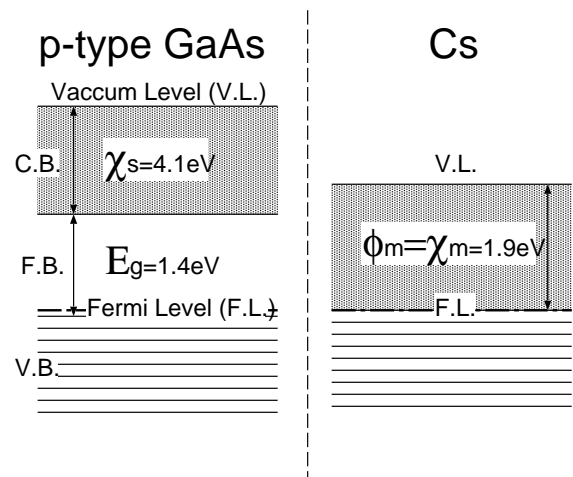 p-type GaAs
Vaccum Level (V.L.)
C.B.
χs=4.1eV
F.B.
Eg=1.4eV
Fermi Level (F.L.)
V.B.
Cs
V.L.
ϕm=χm=1.9eV
F.L.